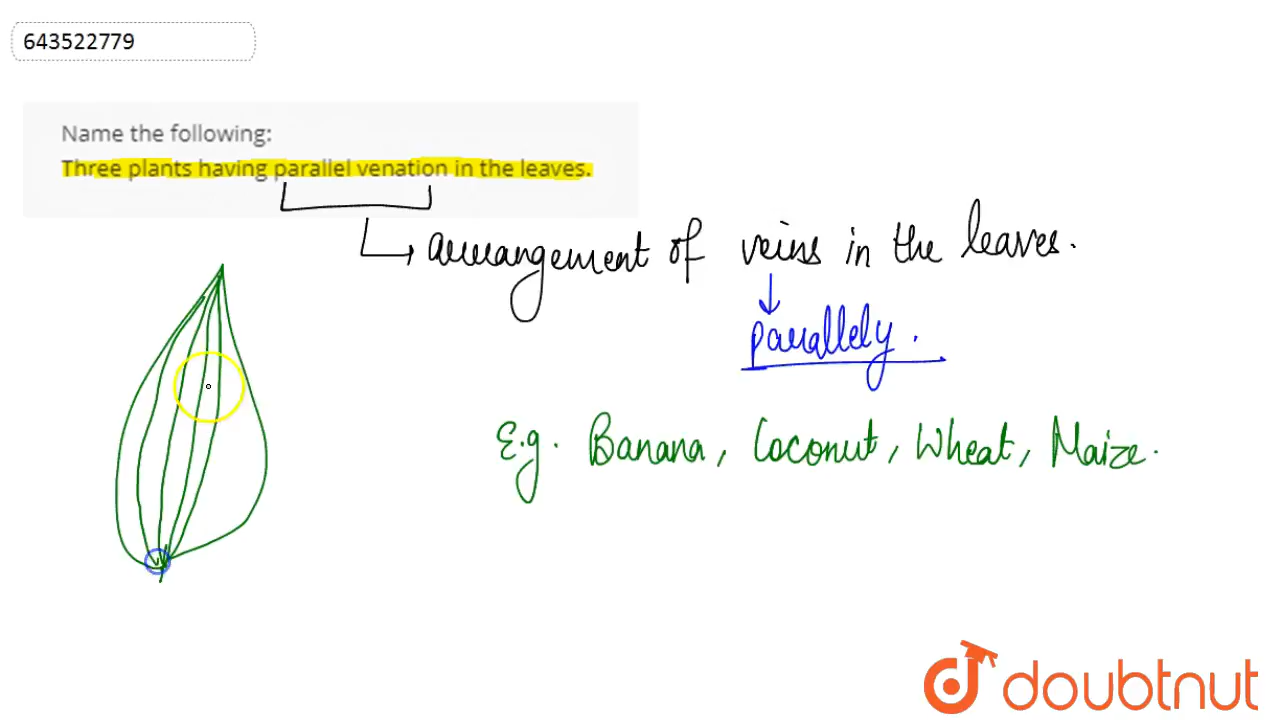 643522779
Name the following:
Three plants having parallel venation in the leaves.
arrangement of veins in the leaves.
parallely.
E.g. Banana, Coconut, Wheat, Maize.
doubtnut